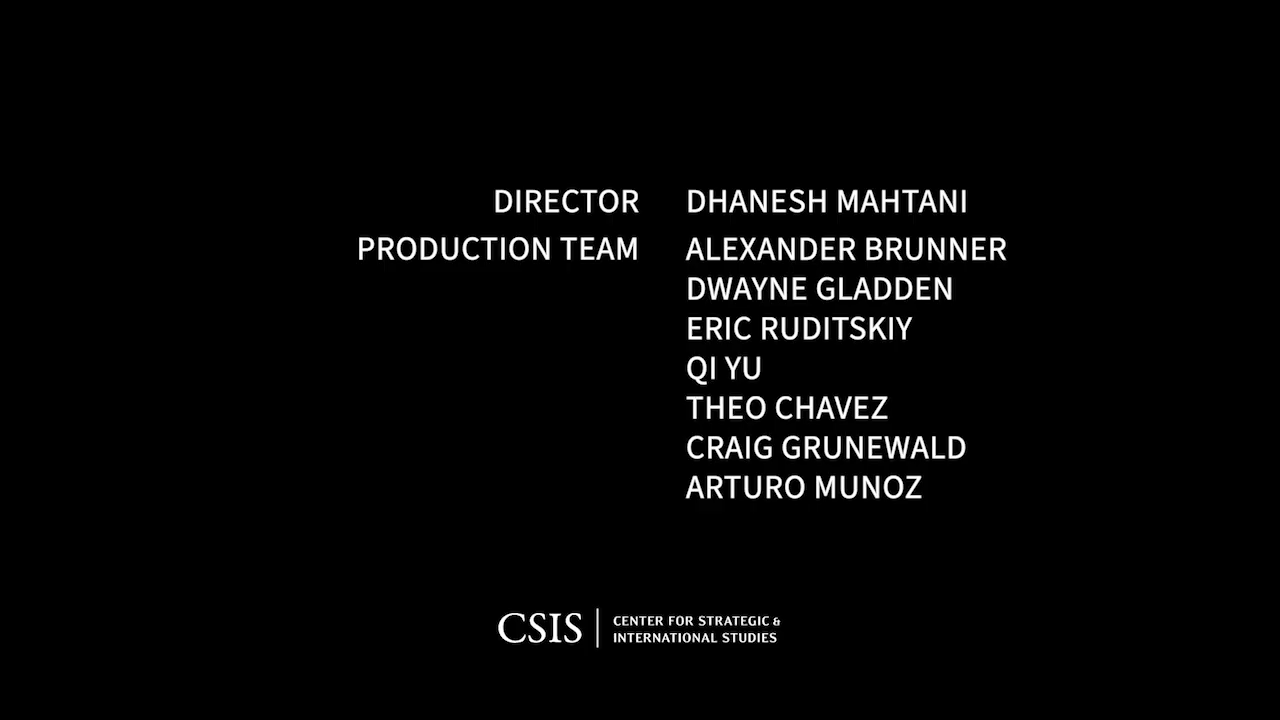 DIRECTOR DHANESH MAHTANI
PRODUCTION TEAM ALEXANDER BRUNNER
DWAYNE GLADDEN
ERIC RUDITSKIY
QI YU
THEO CHAVEZ
CRAIG GRUNEWALD
ARTURO MUNOZ
CSIS CENTER FOR STRATEGIC &
INTERNATIONAL STUDIES